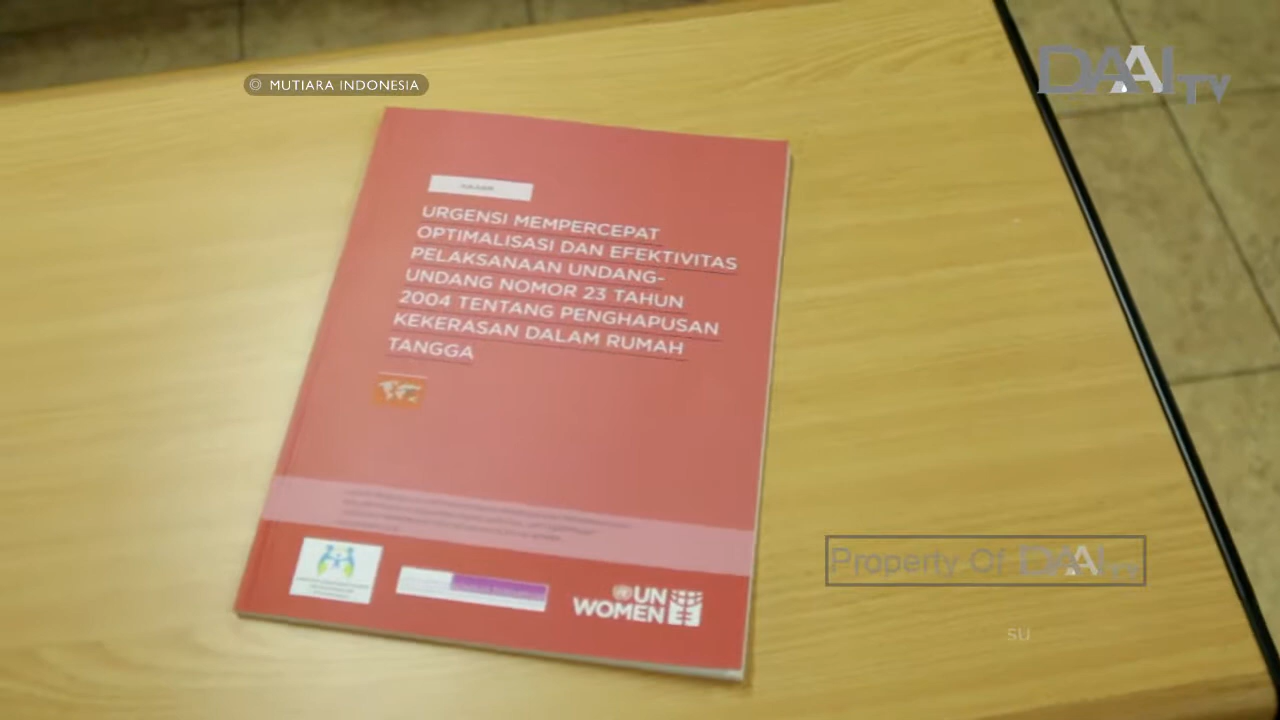 MUTIARA INDONESIA
DAAI TV
URGENSI MEMPERCEPAT
OPTIMALISASI DAN EFEKTIVITAS
PELAKSANAAN UNDANG-
UNDANG NOMOR 23 TAHUN
2004 TENTANG PENGHAPUSAN
KEKERASAN DALAM RUMAH
TANGGA
UN
WOMEN
Property Of DAAI TV
su